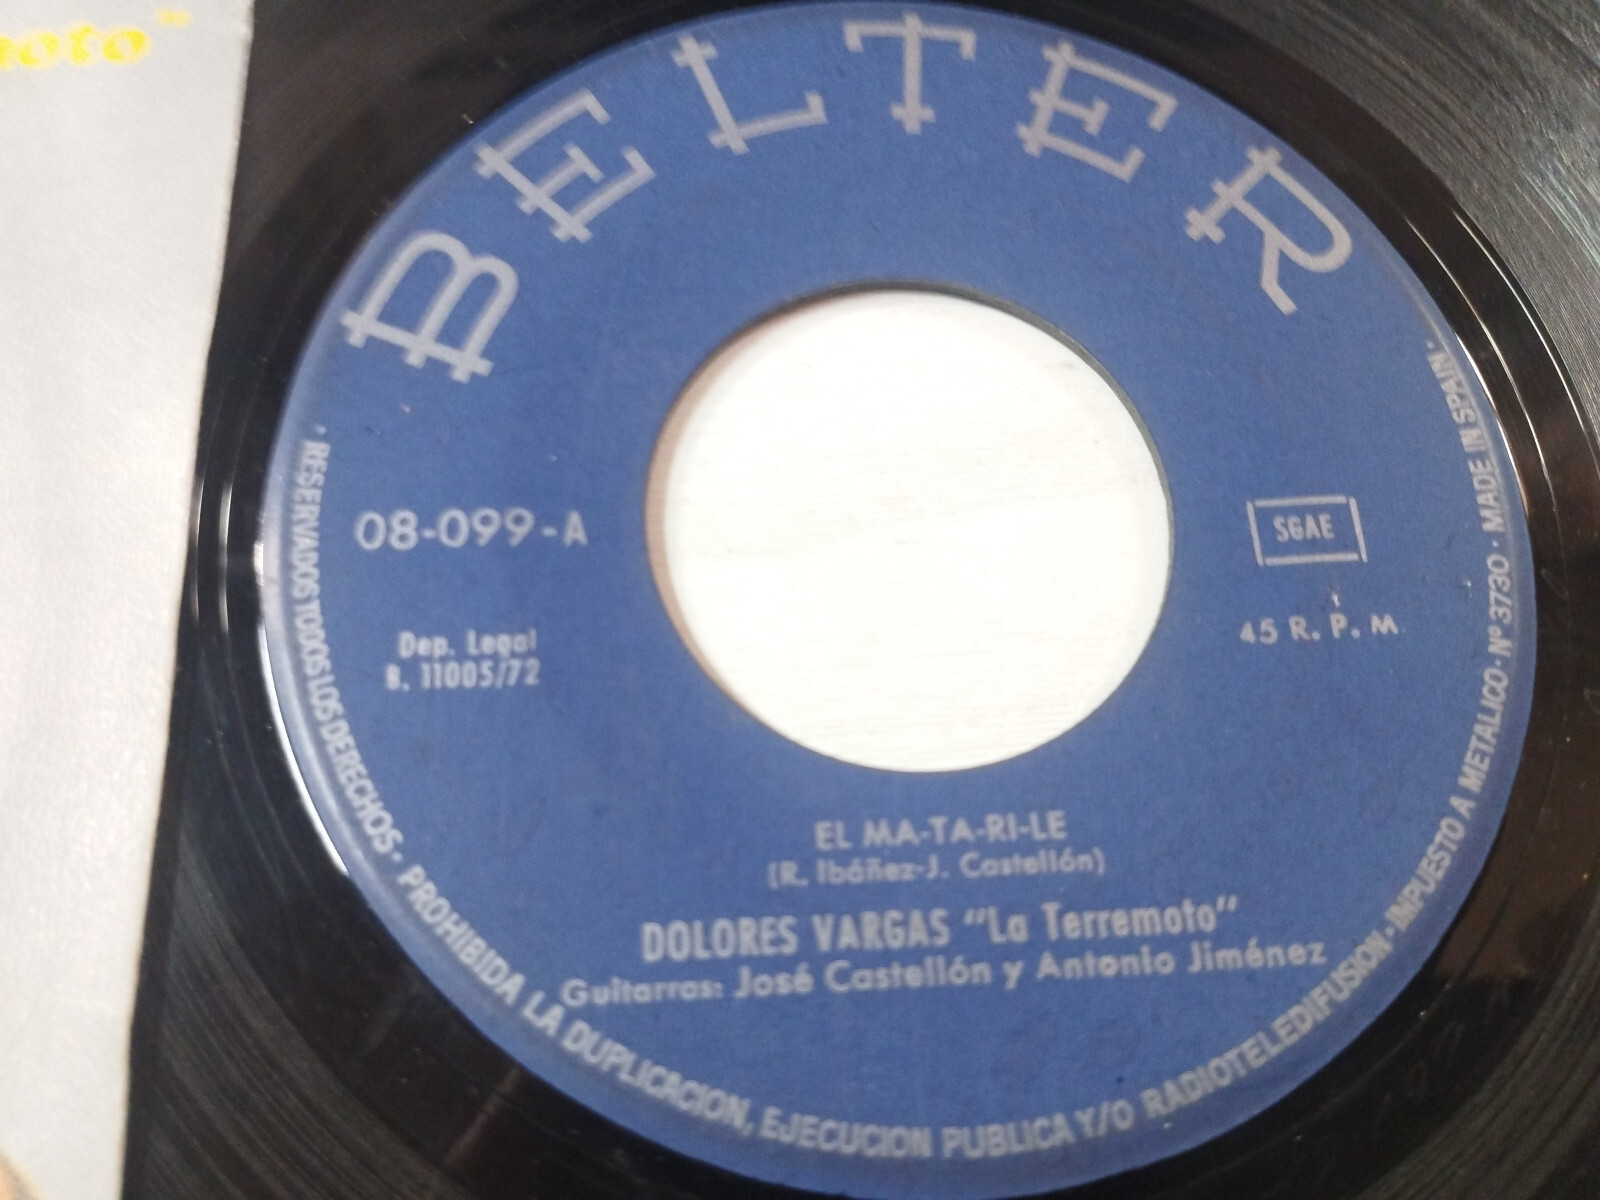 moto"
BELTER
08-099-A
Dep. Legal
B. 11005/72
SGAE
45 R. P. M
EL MA-TA-RI-LE
(R. Ibáñez-J. Castellón)
DOLORES VARGAS "La Terremoto"
Guitarras: José Castellón y Antonio Jiménez
· RESERVADOS TODOS LOS DERECHOS · PROHIBIDA LA DUPLICACION, EJECUCION PUBLICA Y/O RADIOTELEDIFUSION · IMPUESTO A METALICO · Nº 3730 · MADE IN SPAIN ·